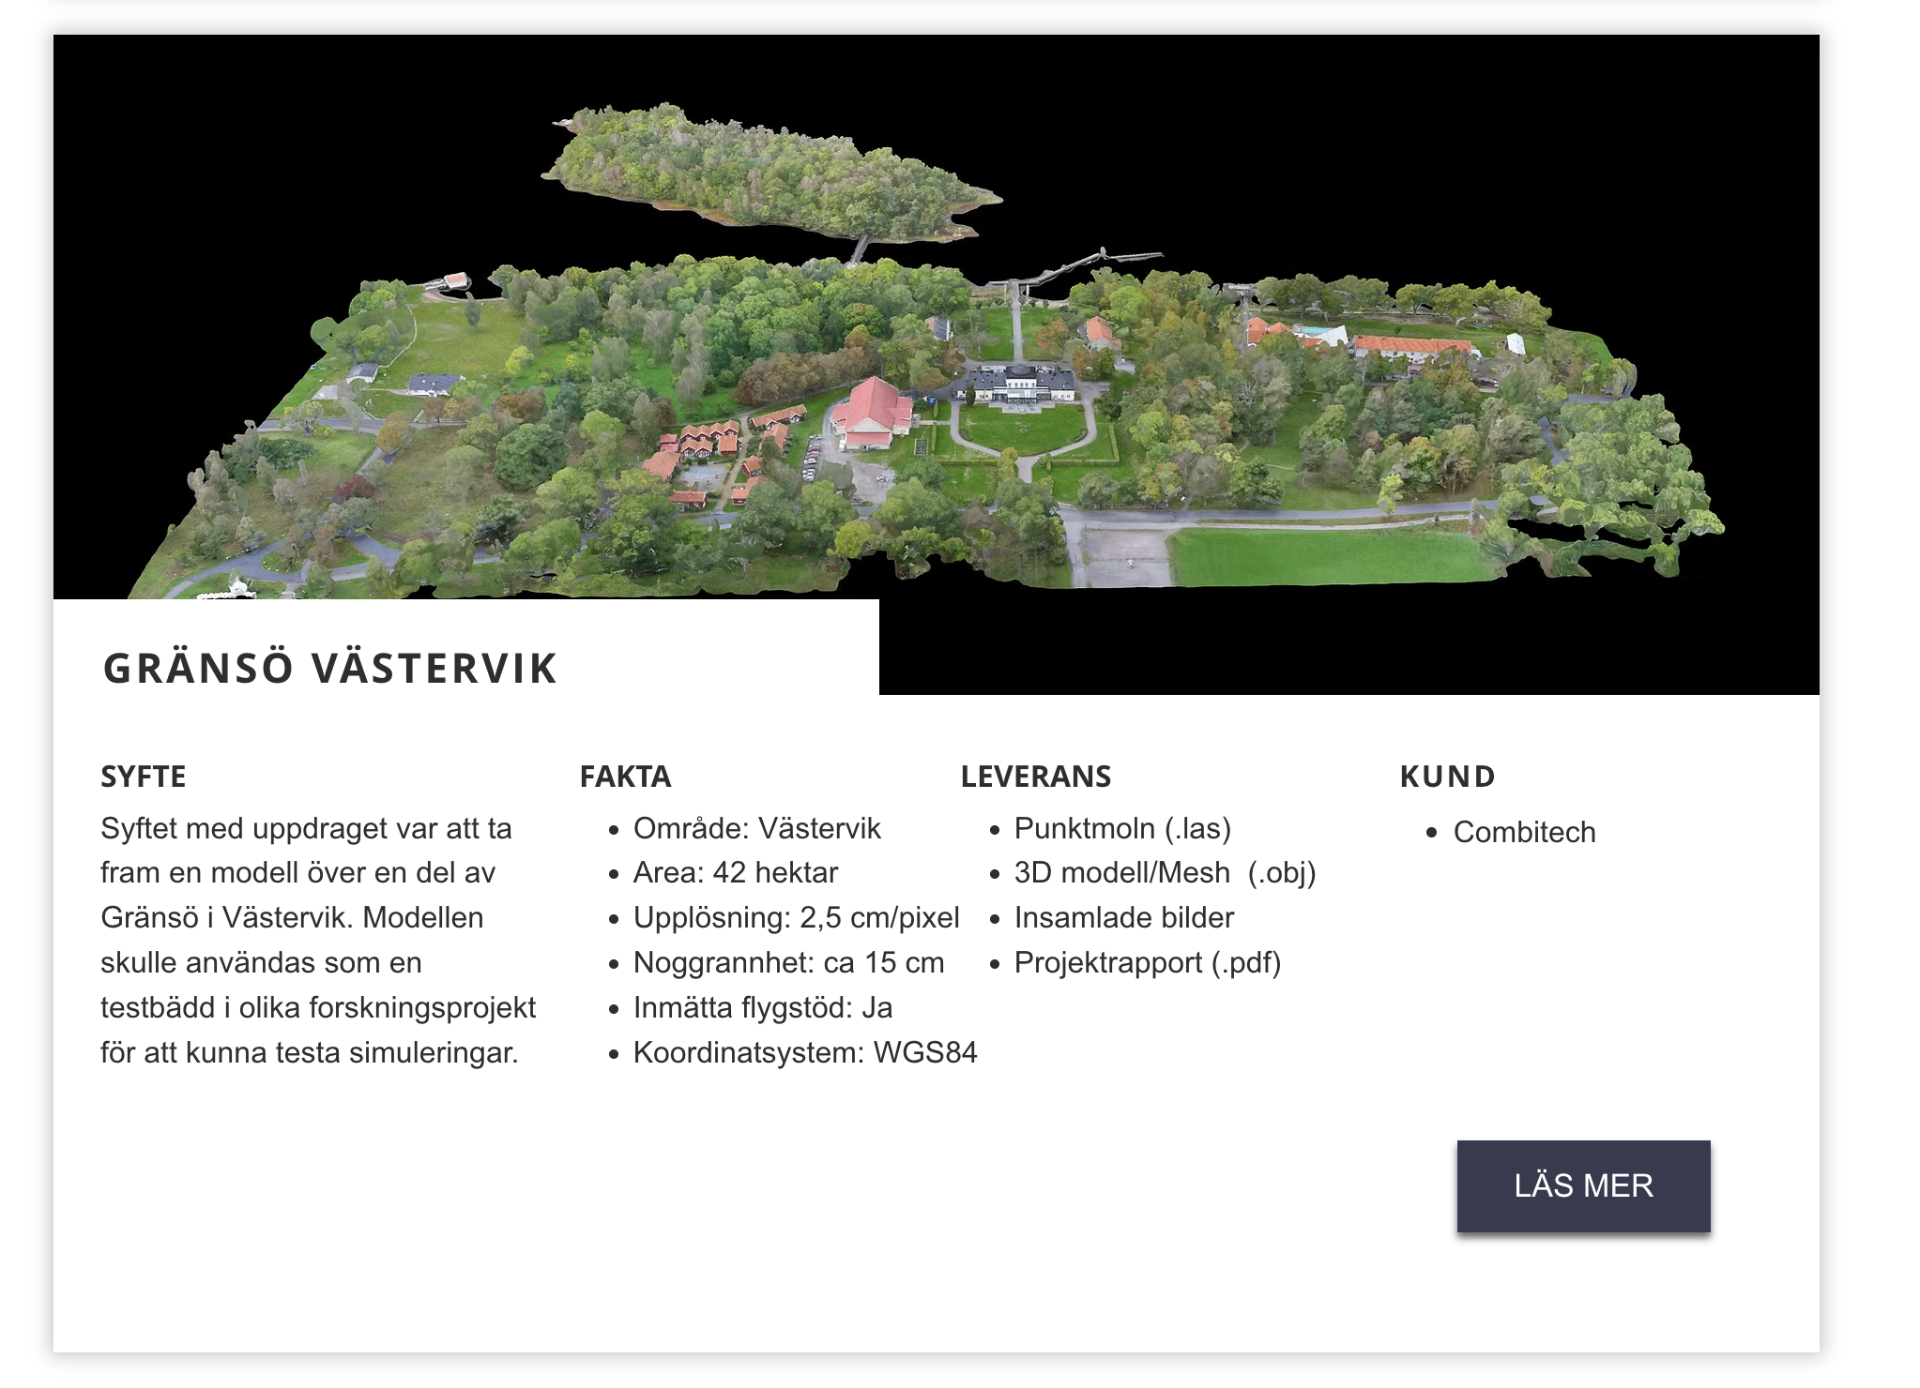 GRÄNSÖ VÄSTERVIK
SYFTE
Syftet med uppdraget var att ta
fram en modell över en del av
Gränsö i Västervik. Modellen
skulle användas som en
testbädd i olika forskningsprojekt
för att kunna testa simuleringar.
FAKTA
• Område: Västervik
• Area: 42 hektar
• Upplösning: 2,5 cm/pixel
• Noggrannhet: ca 15 cm
• Inmätta flygstöd: Ja
• Koordinatsystem: WGS84
LEVERANS
• Punktmoln (.las)
• 3D modell/Mesh  (.obj)
• Insamlade bilder
• Projektrapport (.pdf)
KUND
• Combitech
LÄS MER